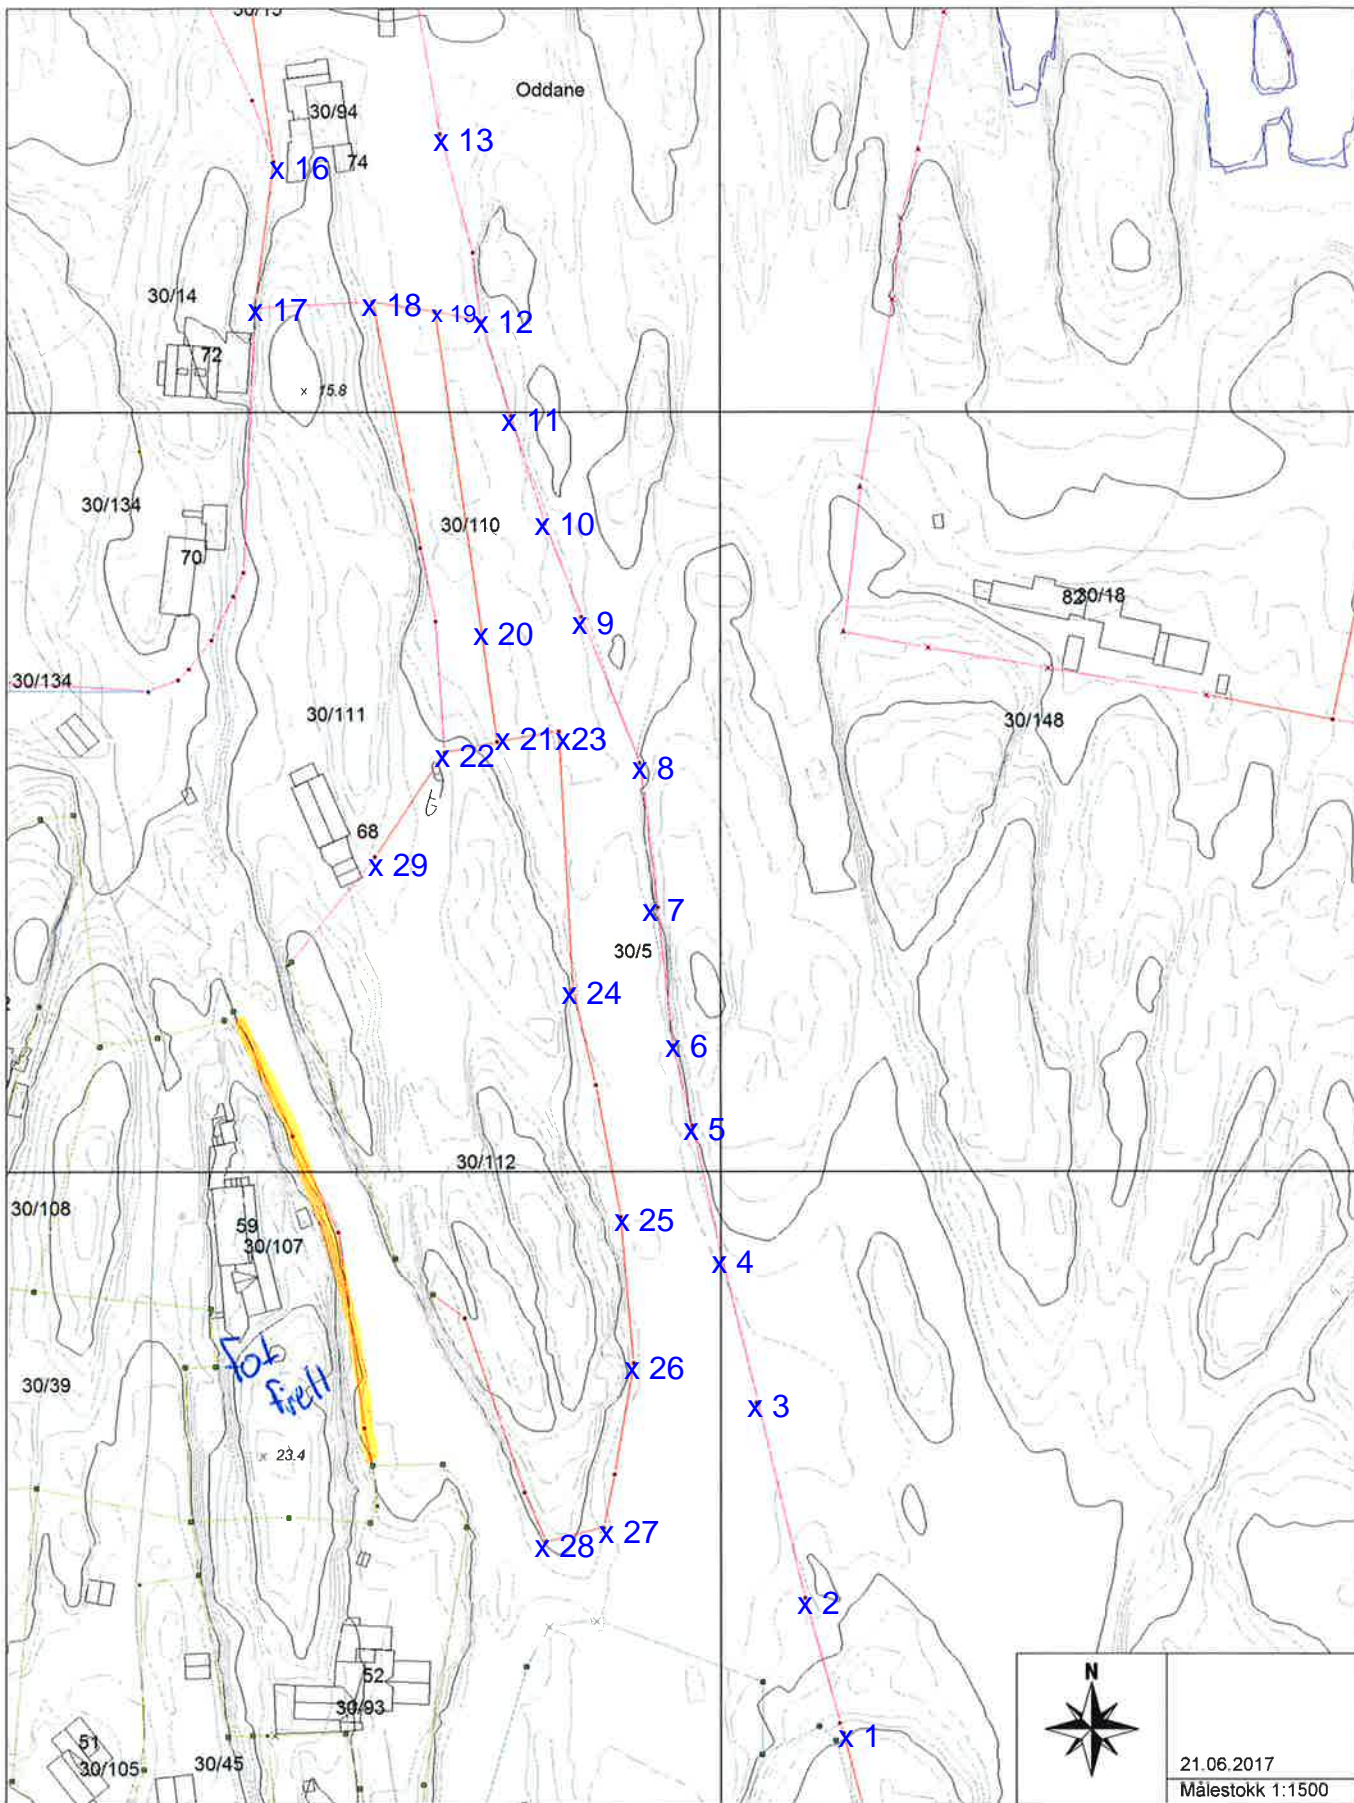 30/15
Oddane
30/94
x 13
74
x 16
30/14
x 17
x 18
x 19
x 12
72
x 15.8
x 11
30/134
30/110
x 10
70
82
30/18
x 9
x 20
30/134
30/111
30/148
x 21
x 23
x 22
x 8
68
x 29
x 7
30/5
x 24
x 6
x 5
30/112
30/108
59
30/107
x 25
x 4
Fot
fjell
30/39
x 26
x 3
x 23.4
x 27
x 28
x 2
52
30/93
51
30/105
30/45
x 1
N
21.06.2017
Målestokk 1:1500